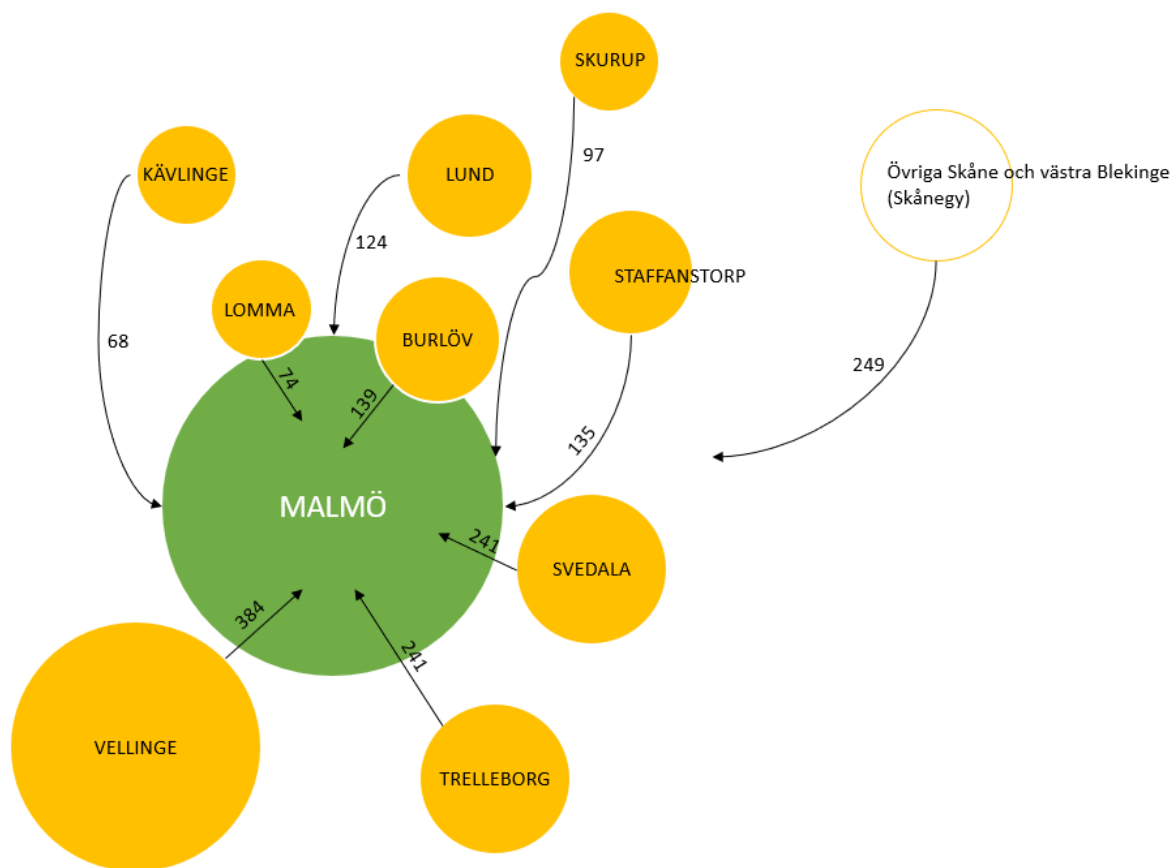 SKURUP
97
KÄVLINGE
LUND
Övriga Skåne och västra Blekinge
(Skånegy)
124
STAFFANSTORP
LOMMA
BURLÖV
68
74
139
249
135
MALMÖ
241
SVEDALA
384
241
VELLINGE
TRELLEBORG